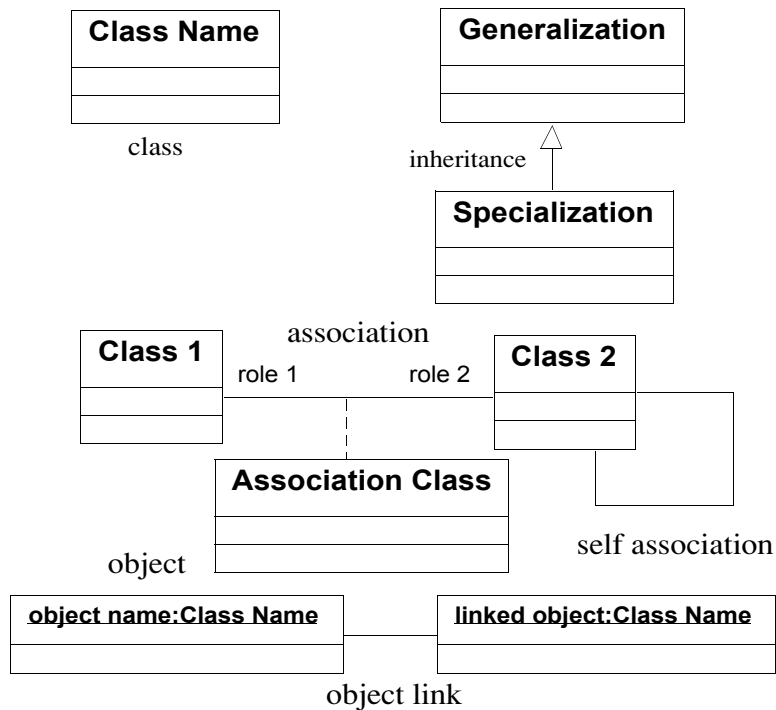 Class Name
class
Generalization
inheritance
Specialization
association
Class 1
role 1
role 2
Class 2
Association Class
self association
object
object name:Class Name
linked object:Class Name
object link